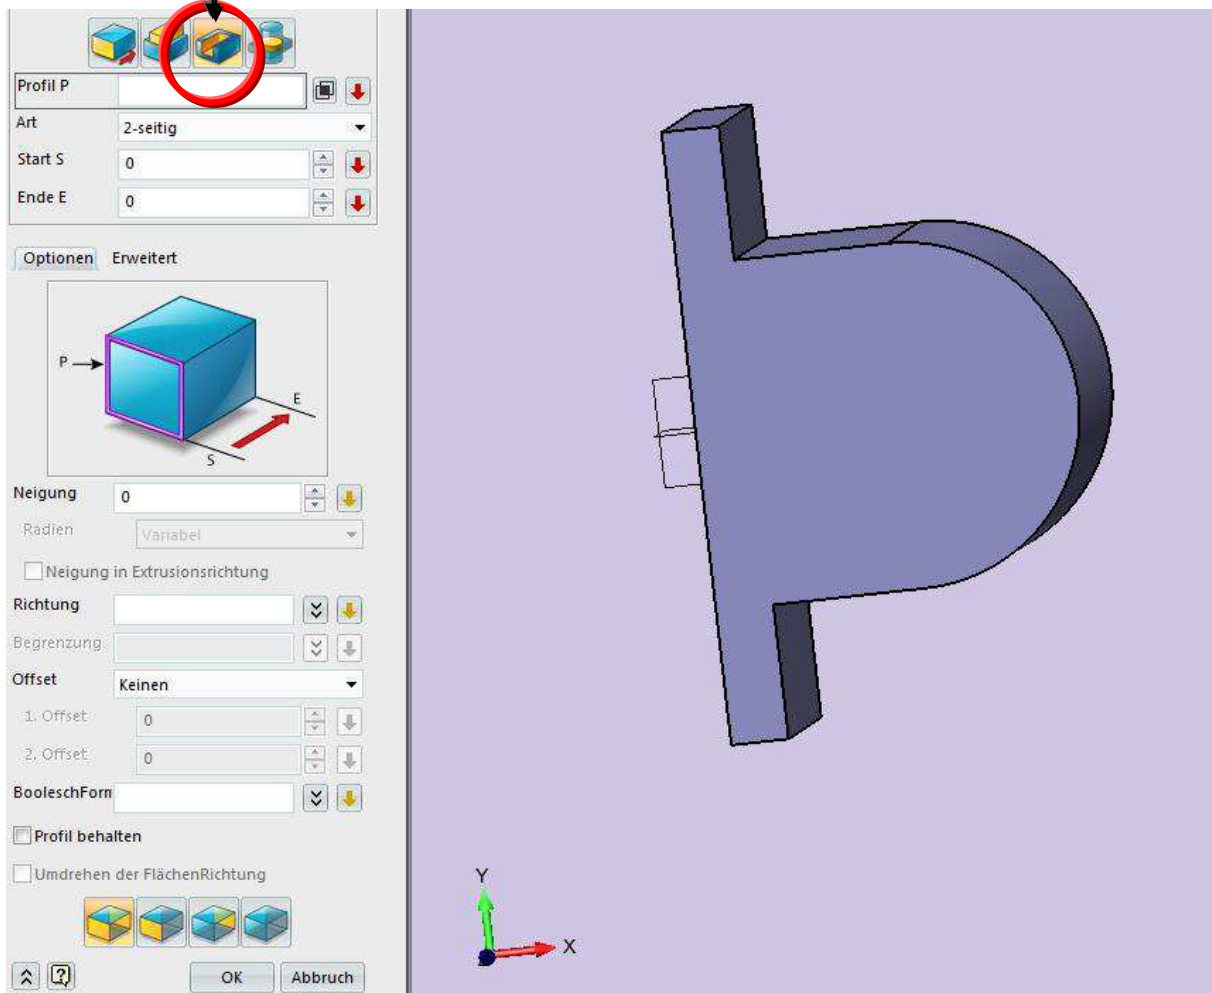 Profil P
Art 2-seitig
Start S 0
Ende E 0
Optionen Erweitert
P
E
S
Neigung 0
Radien Variabel
Neigung in Extrusionsrichtung
Richtung
Begrenzung
Offset Keinen
1. Offset 0
2. Offset 0
BooleschForm
Profil behalten
Umdrehen der FlächenRichtung
OK Abbruch
Y
X